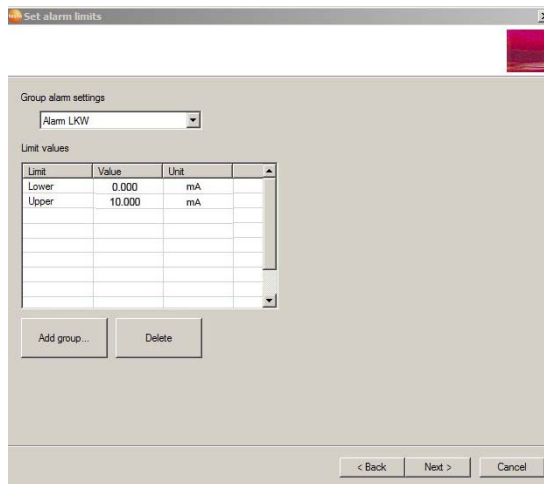 Set alarm limits
Group alarm settings
Alarm LKW
Limit values
Limit Value Unit
Lower 0.000 mA
Upper 10.000 mA
Add group... Delete
< Back Next > Cancel